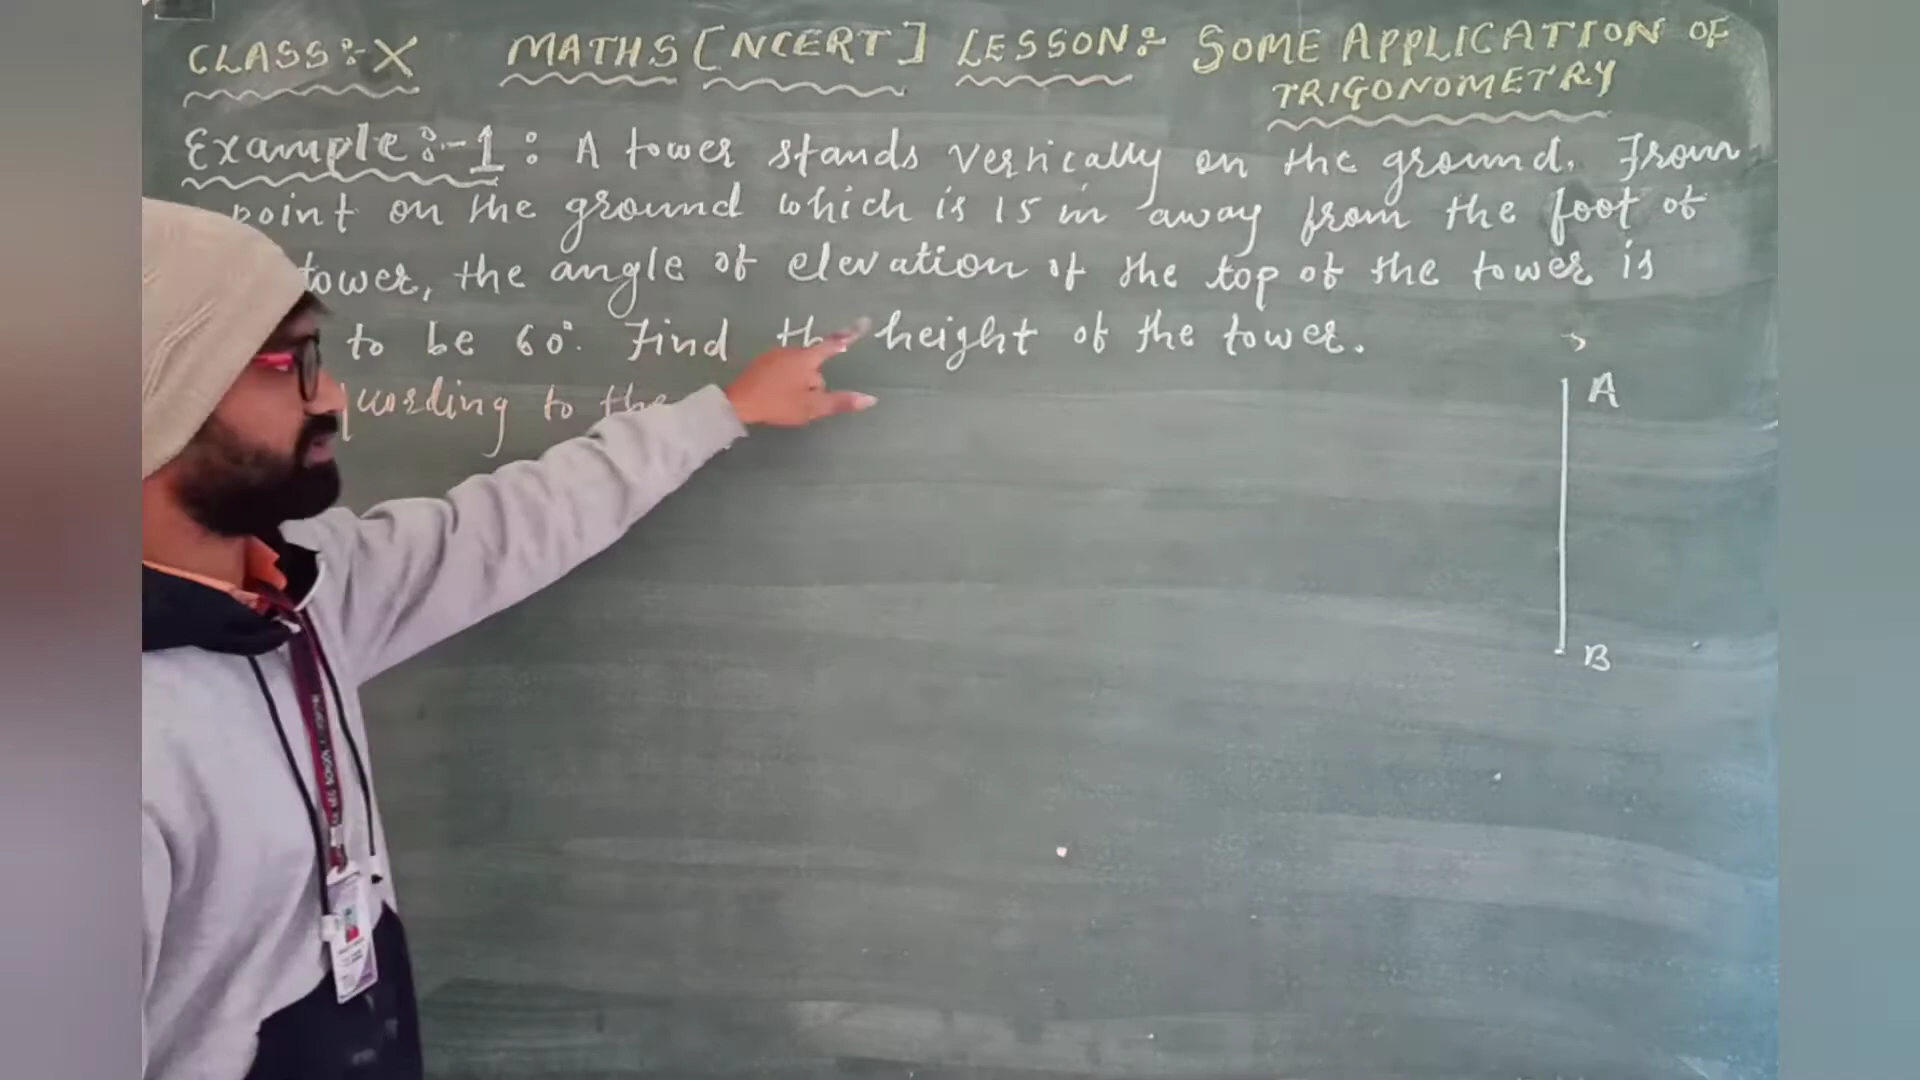 CLASS:-X MATHS [NCERT] LESSON:- SOME APPLICATION OF
TRIGONOMETRY
Example:-1: A tower stands vertically on the ground. From
point on the ground which is 15 m away from the foot of
tower, the angle of elevation of the top of the tower is
to be 60°. Find the height of the tower.
according to the
A
B